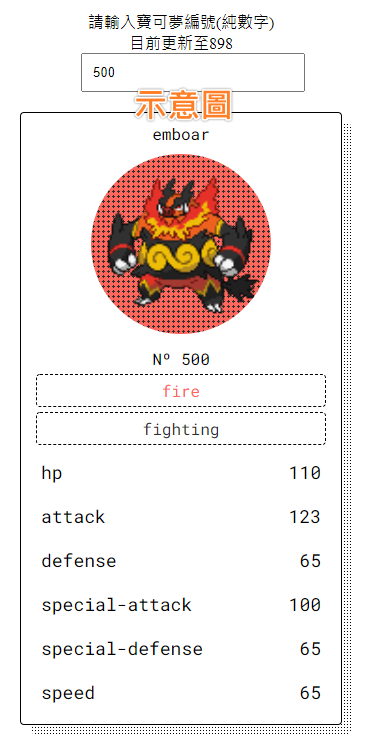 請輸入寶可夢編號(純數字)
目前更新至898
500
示意圖
emboar
Nº 500
fire
fighting
hp 110
attack 123
defense 65
special-attack 100
special-defense 65
speed 65